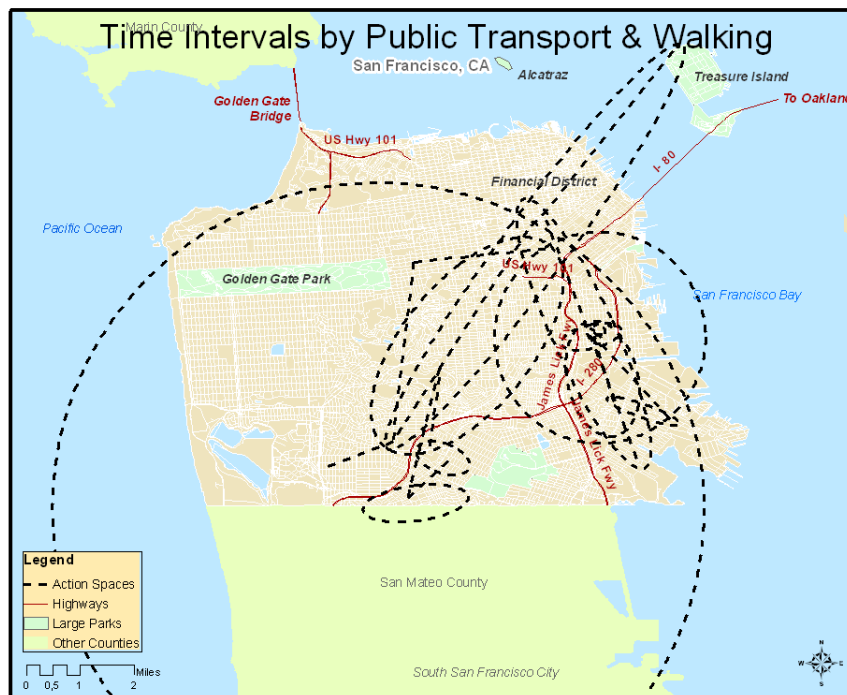 Marin County
Time Intervals by Public Transport & Walking
San Francisco, CA
Alcatraz
Treasure Island
To Oakland
Golden Gate
Bridge
US Hwy 101
I- 80
Financial District
Pacific Ocean
US Hwy 101
Golden Gate Park
San Francisco Bay
James Lick Fwy
I- 280
James Lick Fwy
Legend
Action Spaces
Highways
Large Parks
Other Counties
San Mateo County
South San Francisco City
Miles
0 0,5 1 2
N
W E
S